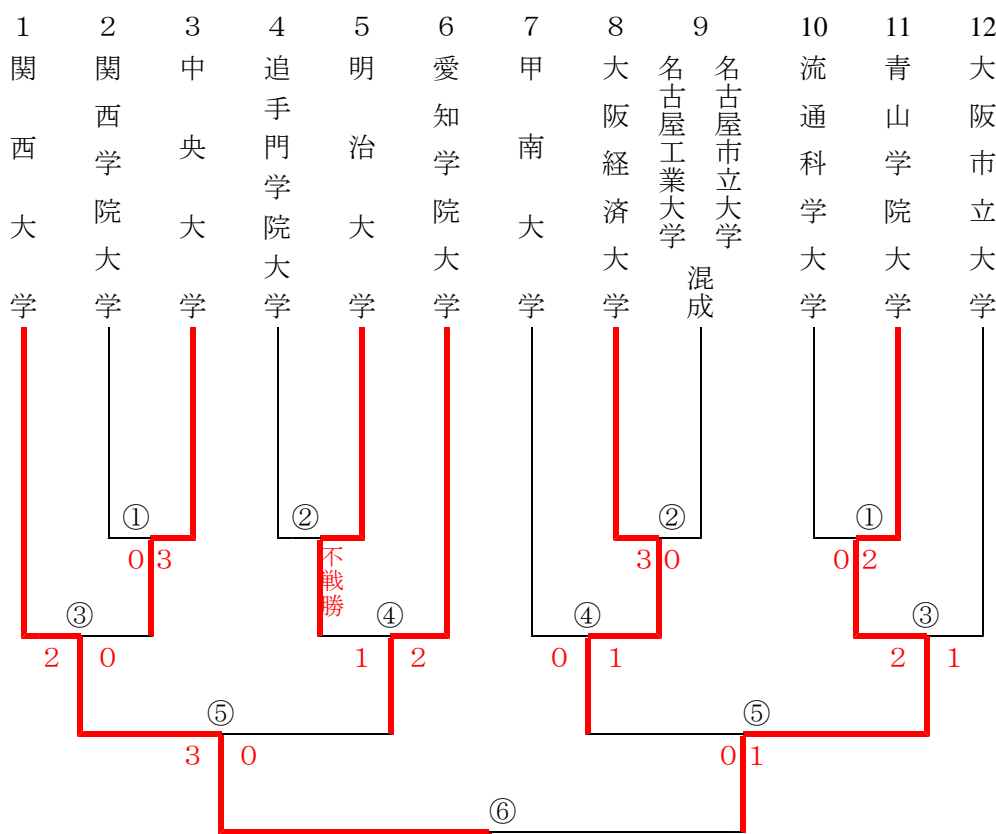 1 2 3 4 5 6 7 8 9 10 11 12
関西大学
関西学院大学
中央大学
追手門学院大学
明治大学
愛知学院大学
甲南大学
大阪経済大学
名古屋市立大学
名古屋工業大学
混成
流通科学大学
青山学院大学
大阪市立大学
① ② ② ①
0 3 不戦勝 3 0 0 2
③ ④ ④ ③
2 0 1 2 0 1 2 1
⑤ ⑤
3 0 0 1
⑥